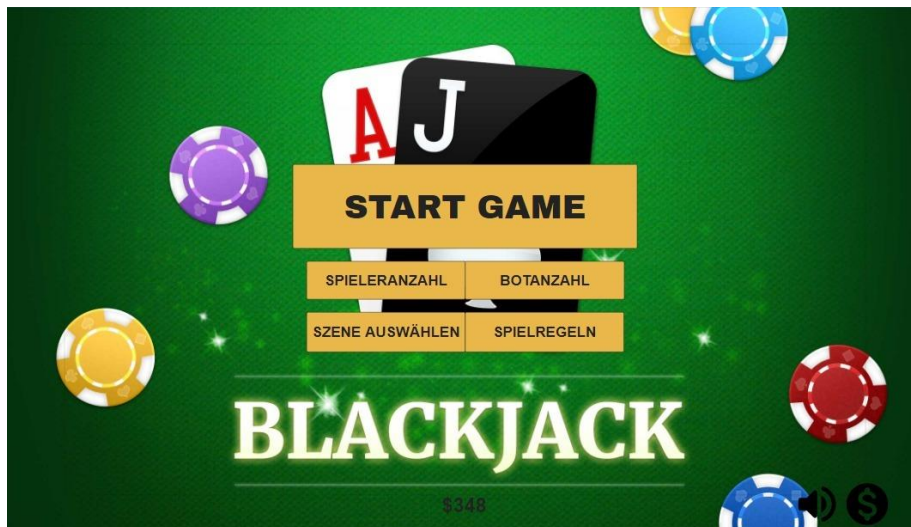 A J
START GAME
SPIELERANZAHL BOTANZAHL
SZENE AUSWÄHLEN SPIELREGELN
BLACKJACK
$348
$